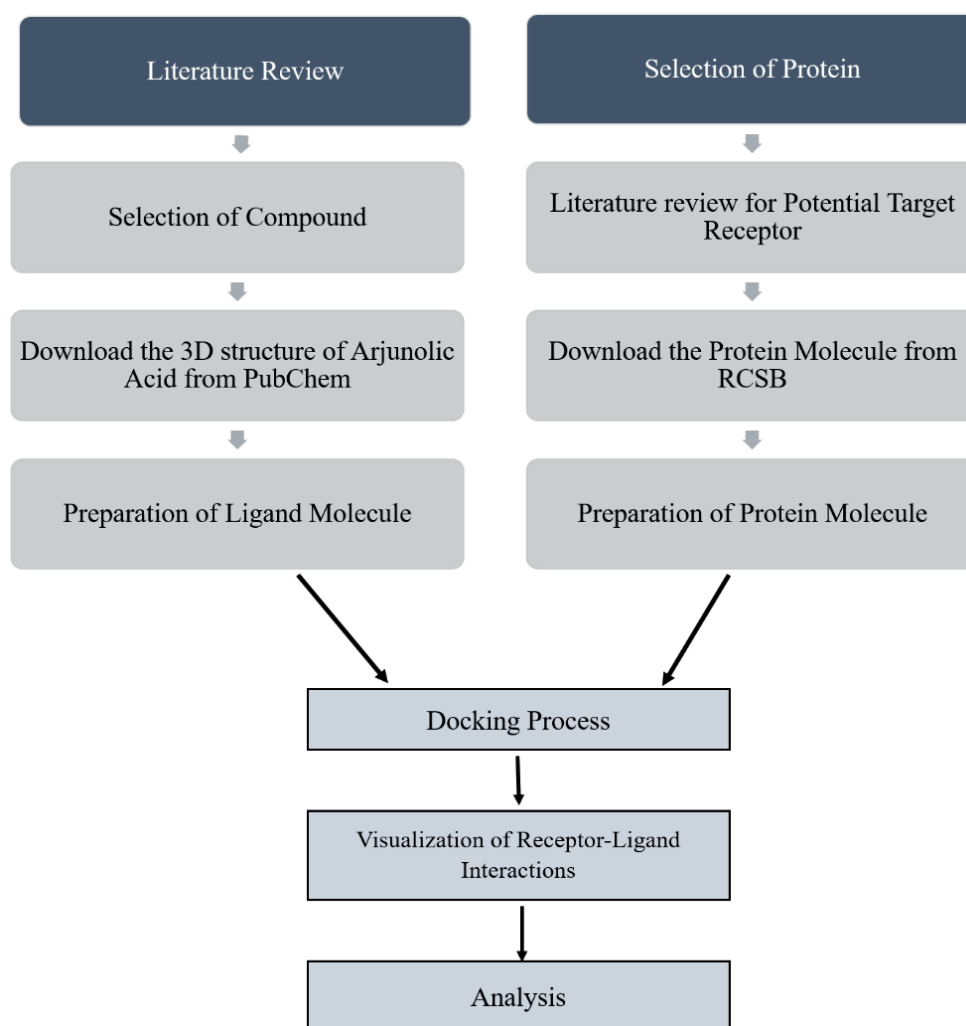 Literature Review
Selection of Compound
Download the 3D structure of Arjunolic
Acid from PubChem
Preparation of Ligand Molecule
Selection of Protein
Literature review for Potential Target
Receptor
Download the Protein Molecule from
RCSB
Preparation of Protein Molecule
Docking Process
Visualization of Receptor-Ligand
Interactions
Analysis